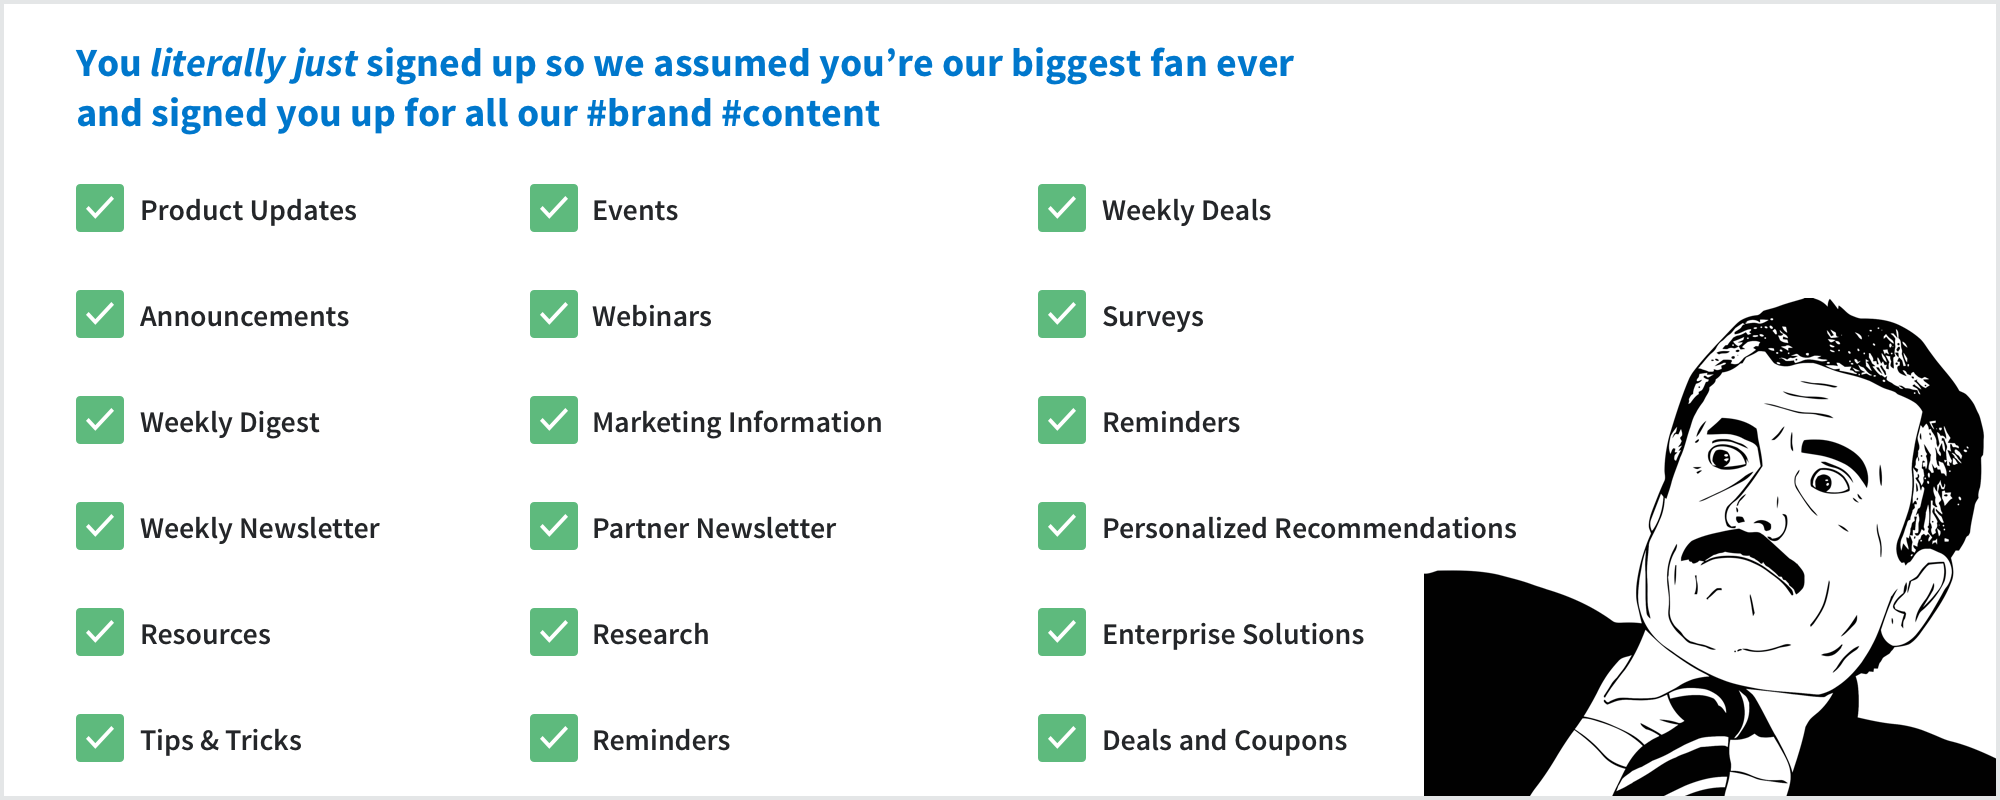 You literally just signed up so we assumed you’re our biggest fan ever
and signed you up for all our #brand #content
Product Updates
Events
Weekly Deals
Announcements
Webinars
Surveys
Weekly Digest
Marketing Information
Reminders
Weekly Newsletter
Partner Newsletter
Personalized Recommendations
Resources
Research
Enterprise Solutions
Tips & Tricks
Reminders
Deals and Coupons